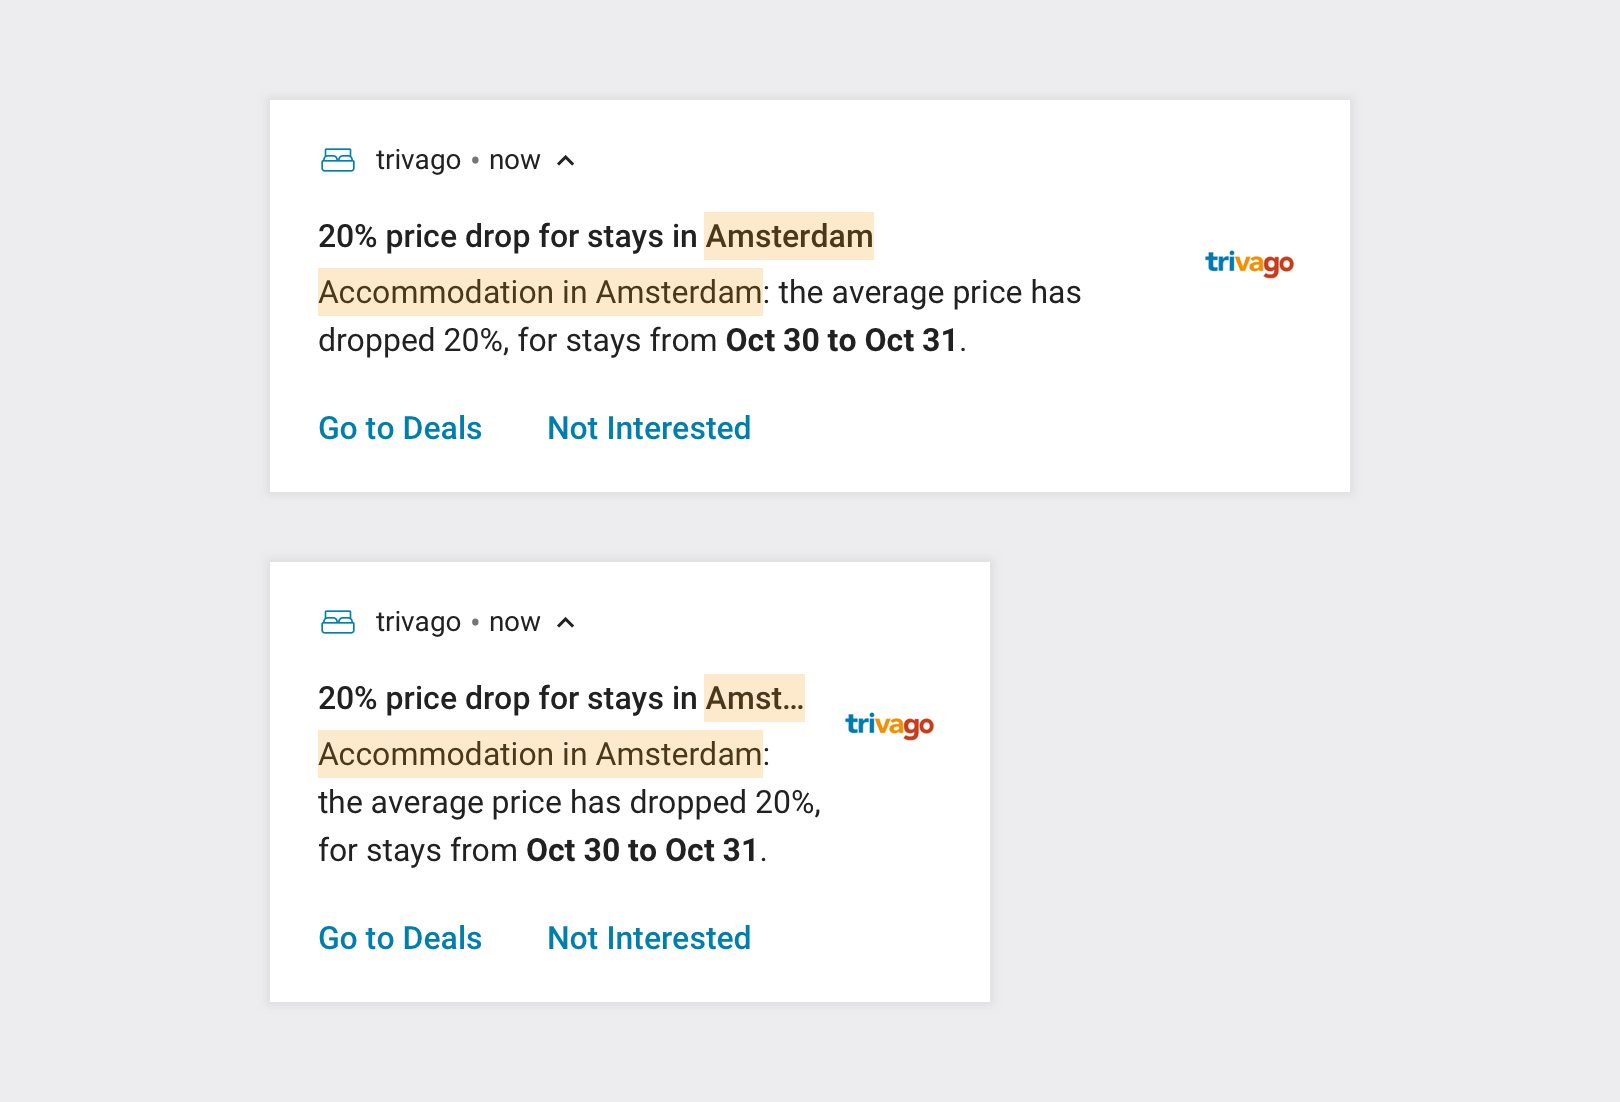 trivago • now
20% price drop for stays in Amsterdam
trivago
Accommodation in Amsterdam: the average price has
dropped 20%, for stays from Oct 30 to Oct 31.
Go to Deals Not Interested
trivago • now
20% price drop for stays in Amst...
trivago
Accommodation in Amsterdam:
the average price has dropped 20%,
for stays from Oct 30 to Oct 31.
Go to Deals Not Interested